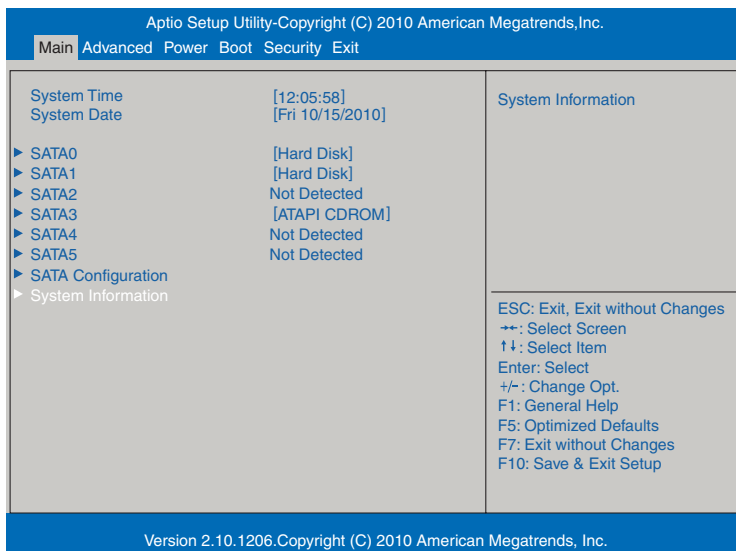 Aptio Setup Utility-Copyright (C) 2010 American Megatrends,Inc.
Main Advanced Power Boot Security Exit
System Time [12:05:58]
System Date [Fri 10/15/2010]
SATA0 [Hard Disk]
SATA1 [Hard Disk]
SATA2 Not Detected
SATA3 [ATAPI CDROM]
SATA4 Not Detected
SATA5 Not Detected
SATA Configuration
System Information
System Information
ESC: Exit, Exit without Changes
→←: Select Screen
↑↓: Select Item
Enter: Select
+/-: Change Opt.
F1: General Help
F5: Optimized Defaults
F7: Exit without Changes
F10: Save & Exit Setup
Version 2.10.1206.Copyright (C) 2010 American Megatrends, Inc.